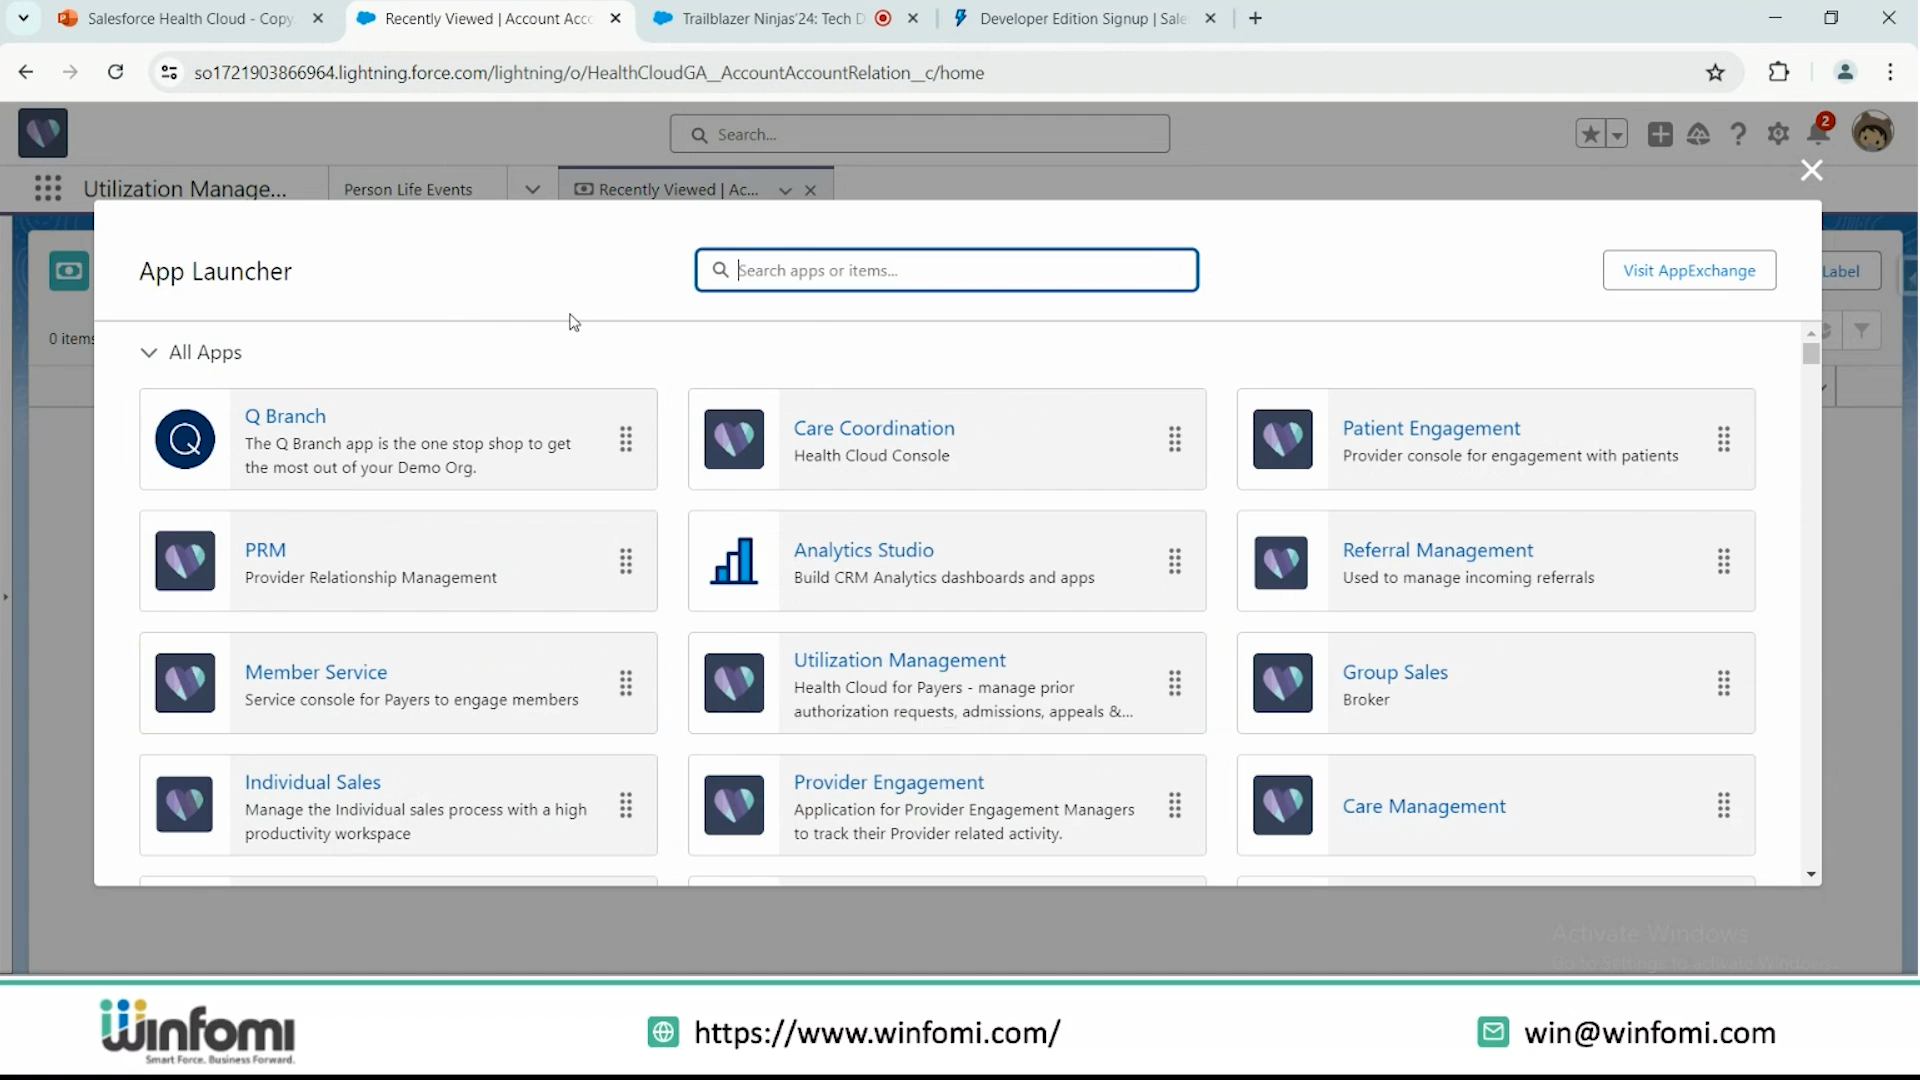 Salesforce Health Cloud - Copy
Recently Viewed | Account Acc
Trailblazer Ninjas'24: Tech D
Developer Edition Signup | Sale
so1721903866964.lightning.force.com/lightning/o/HealthCloudGA__AccountAccountRelation__c/home
Search...
2
Utilization Manage...
Person Life Events
Recently Viewed | Ac...
App Launcher
Search apps or items...
Visit AppExchange
Label
0 items
All Apps
Q Branch
The Q Branch app is the one stop shop to get
the most out of your Demo Org.
Care Coordination
Health Cloud Console
Patient Engagement
Provider console for engagement with patients
PRM
Provider Relationship Management
Analytics Studio
Build CRM Analytics dashboards and apps
Referral Management
Used to manage incoming referrals
Member Service
Service console for Payers to engage members
Utilization Management
Health Cloud for Payers - manage prior
authorization requests, admissions, appeals &...
Group Sales
Broker
Individual Sales
Manage the Individual sales process with a high
productivity workspace
Provider Engagement
Application for Provider Engagement Managers
to track their Provider related activity.
Care Management
Activate Windows
Go to Settings to activate Windows.
Winfomi
Smart Force. Business Forward.
https://www.winfomi.com/
win@winfomi.com